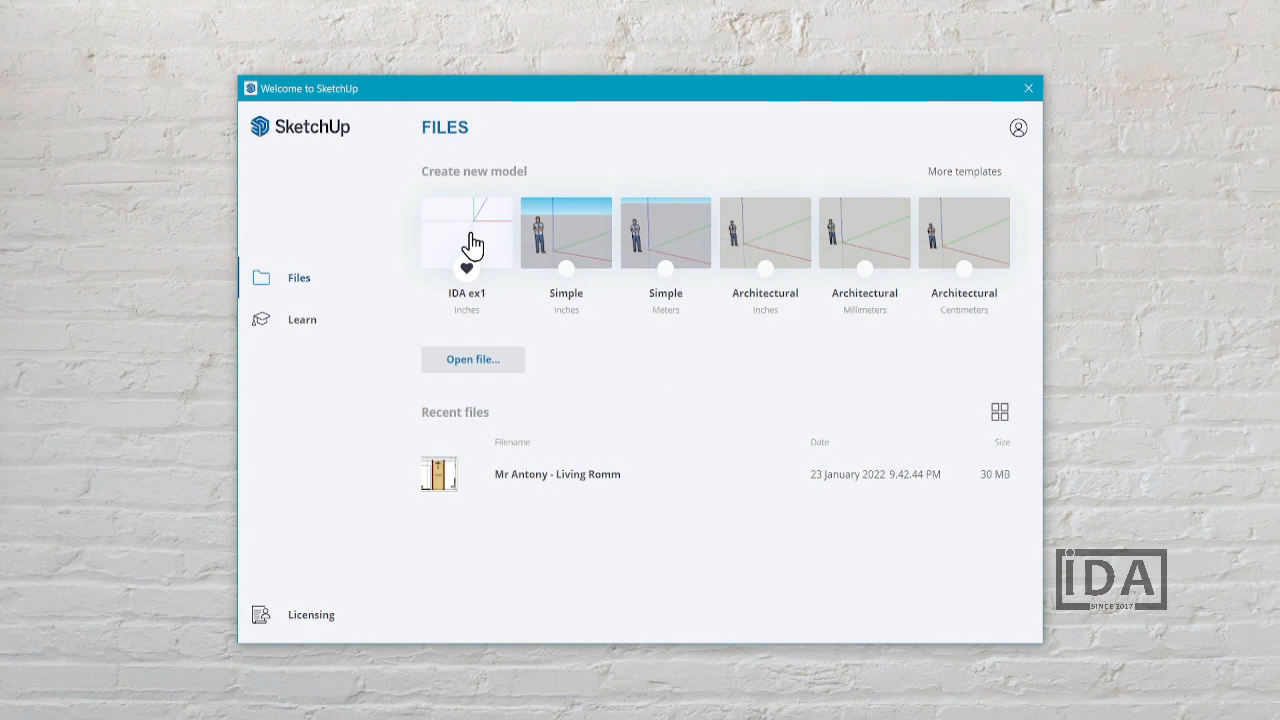 Welcome to SketchUp
SketchUp
FILES
Create new model
More templates
IDA ex1
Inches
Simple
Inches
Simple
Meters
Architectural
Inches
Architectural
Millimeters
Architectural
Centimeters
Files
Learn
Open file...
Recent files
Filename
Date
Size
Mr Antony - Living Romm
23 January 2022 9.42.44 PM
30 MB
Licensing
iDA
SINCE 2017